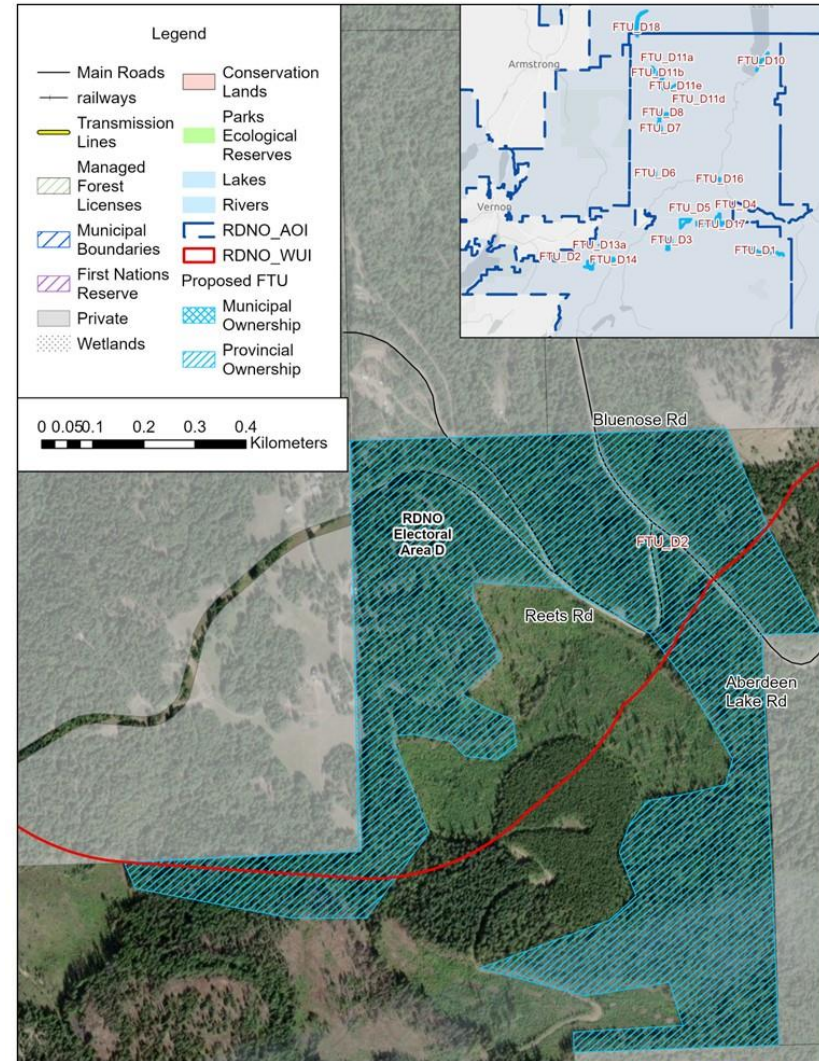 Legend
Main Roads
railways
Transmission
Lines
Managed
Forest
Licenses
Municipal
Boundaries
First Nations
Reserve
Private
Wetlands
Conservation
Lands
Parks
Ecological
Reserves
Lakes
Rivers
RDNO_AOI
RDNO_WUI
Proposed FTU
Municipal
Ownership
Provincial
Ownership
0 0.050.1 0.2 0.3 0.4
Kilometers
FTU_D18
Armstrong
FTU_D11a
FTU_D10
FTU_D11b
FTU_D11e
FTU_D11d
FTU_D8
FTU_D7
FTU_D6
FTU_D16
Vernon
FTU_D5
FTU_D4
FTU_D17
FTU_D13a
FTU_D3
FTU_D2
FTU_D14
FTU_D1
Bluenose Rd
RDNO
Electoral
Area D
FTU_D2
Reets Rd
Aberdeen
Lake Rd